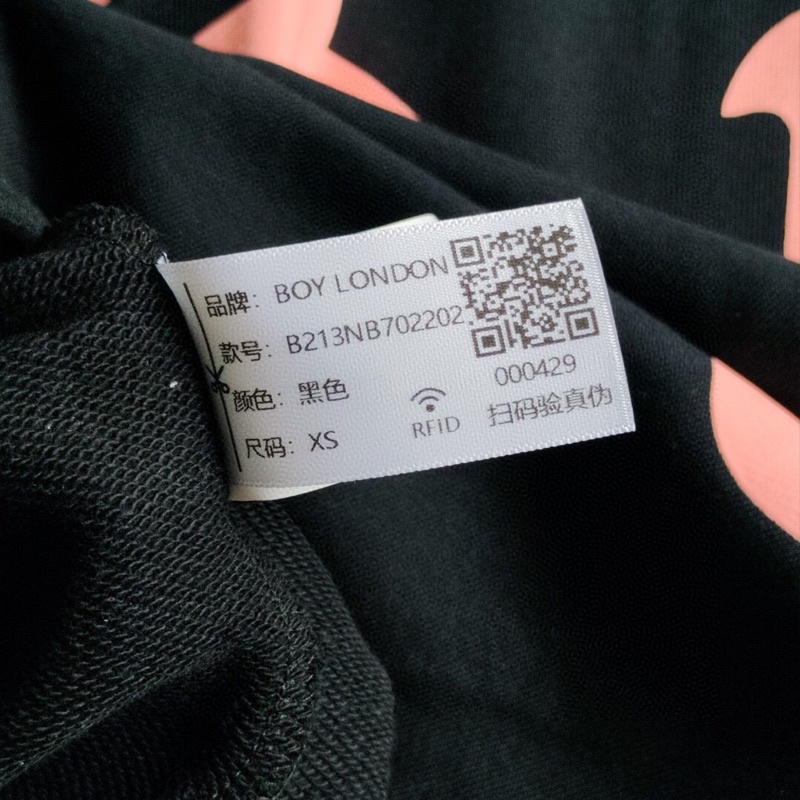 品牌：BOY LONDON
款号：B213NB702202
颜色：黑色
尺码：XS
RFID
000429
扫码验真伪